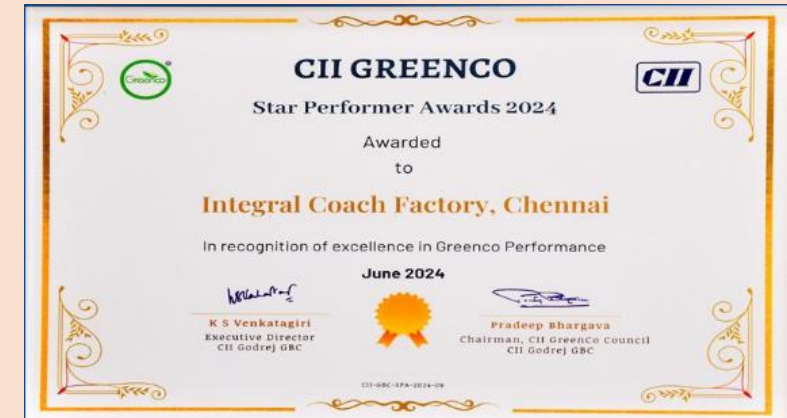 Greenco
CII GREENCO
CII
Star Performer Awards 2024
Awarded
to
Integral Coach Factory, Chennai
In recognition of excellence in Greenco Performance
June 2024
K S Venkatagiri
Executive Director
CII Godrej GBC
Pradeep Bhargava
Chairman, CII GreenCo Council
CII Godrej GBC
CII-GBC-SPA-2024-06